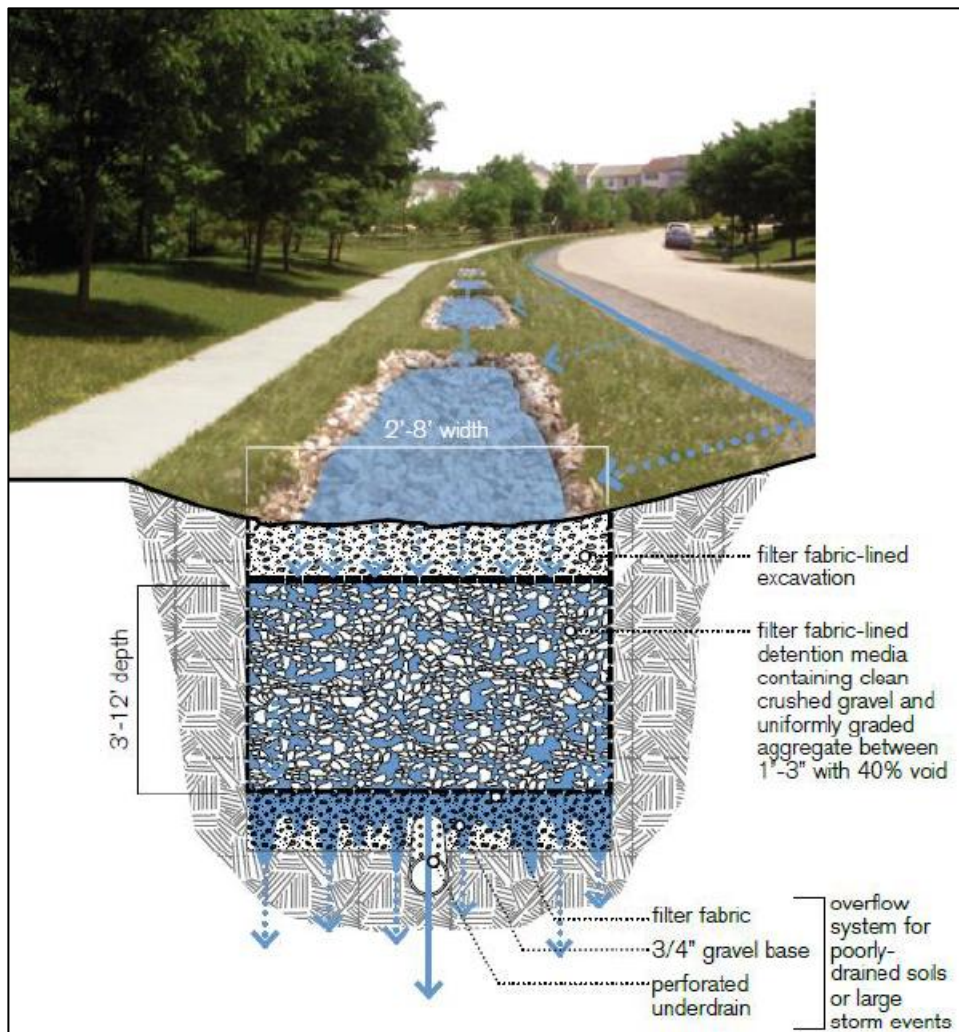 2'-8' width
filter fabric-lined
excavation
3'-12' depth
filter fabric-lined
detention media
containing clean
crushed gravel and
uniformly graded
aggregate between
1"-3" with 40% void
filter fabric
3/4" gravel base
perforated
underdrain
overflow
system for
poorly-
drained soils
or large
storm events